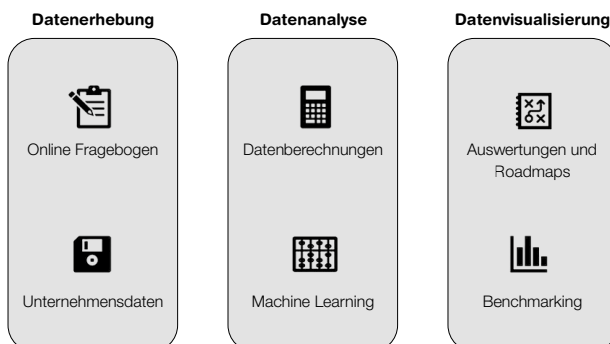 Datenerhebung
Online Fragebogen
Unternehmensdaten
Datenanalyse
Datenberechnungen
Machine Learning
Datenvisualisierung
Auswertungen und
Roadmaps
Benchmarking